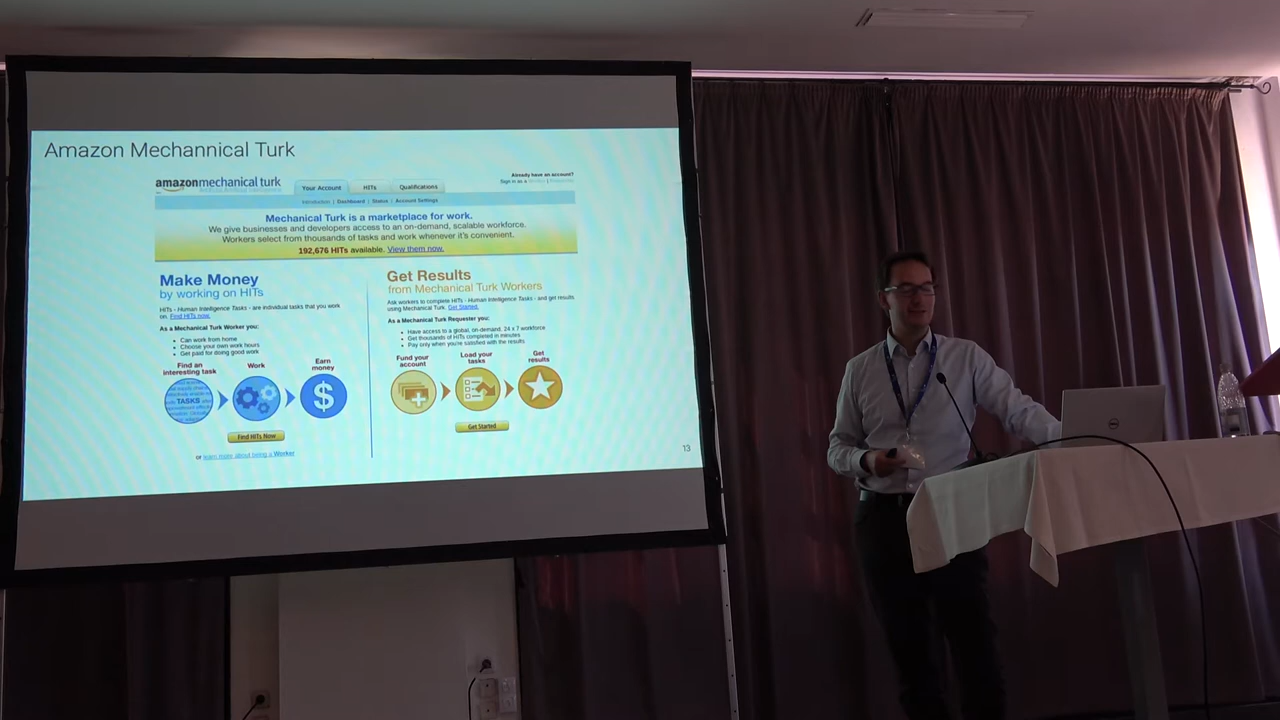 Amazon Mechannical Turk
amazonmechanical turk
Your Account HITs Qualifications
Already have an account?
Sign in as a
Introduction | Dashboard | Status | Account Settings
Mechanical Turk is a marketplace for work.
We give businesses and developers access to an on-demand, scalable workforce.
Workers select from thousands of tasks and work whenever it's convenient.
192,676 HITs available. View them now.
Make Money
by working on HITs
HITs - Human Intelligence Tasks - are individual tasks that you work
on. Find HITs now.
As a Mechanical Turk Worker you:
• Can work from home
• Choose your own work hours
• Get paid for doing good work
Find an
interesting task
Work
Earn
money
TASKS
$
Find HITs Now
or learn more about being a Worker
Get Results
from Mechanical Turk Workers
Ask workers to complete HITs - Human Intelligence Tasks - and get results
using Mechanical Turk. Get Started.
As a Mechanical Turk Requester you:
• Have access to a global, on-demand, 24 x 7 workforce
• Get thousands of HITs completed in minutes
• Pay only when you're satisfied with the results
Fund your
account
Load your
tasks
Get
results
Get Started
13
DELL